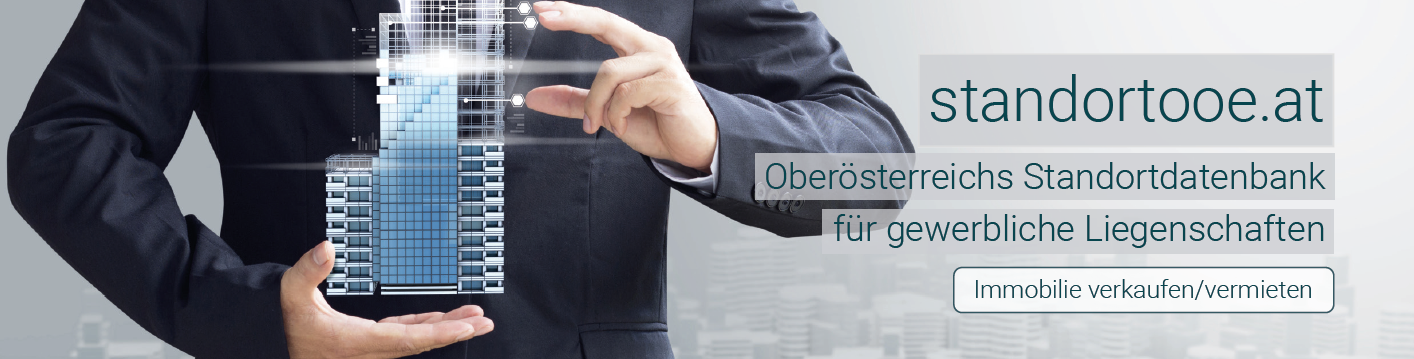 standortooe.at
Oberösterreichs Standortdatenbank
für gewerbliche Liegenschaften
Immobilie verkaufen/vermieten